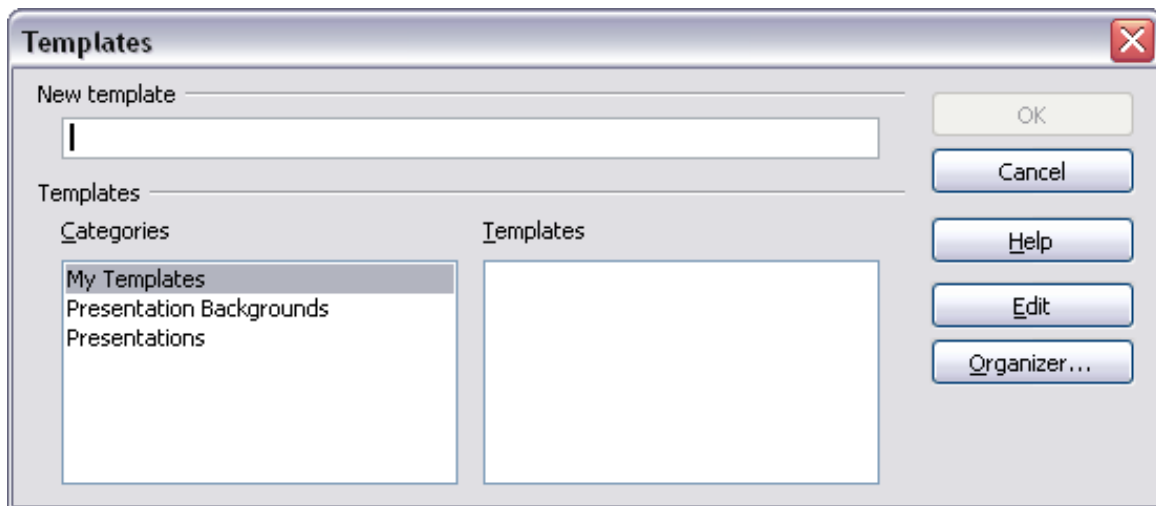 Templates
New template
OK
Cancel
Templates
Categories
Templates
Help
My Templates
Presentation Backgrounds
Presentations
Edit
Organizer...